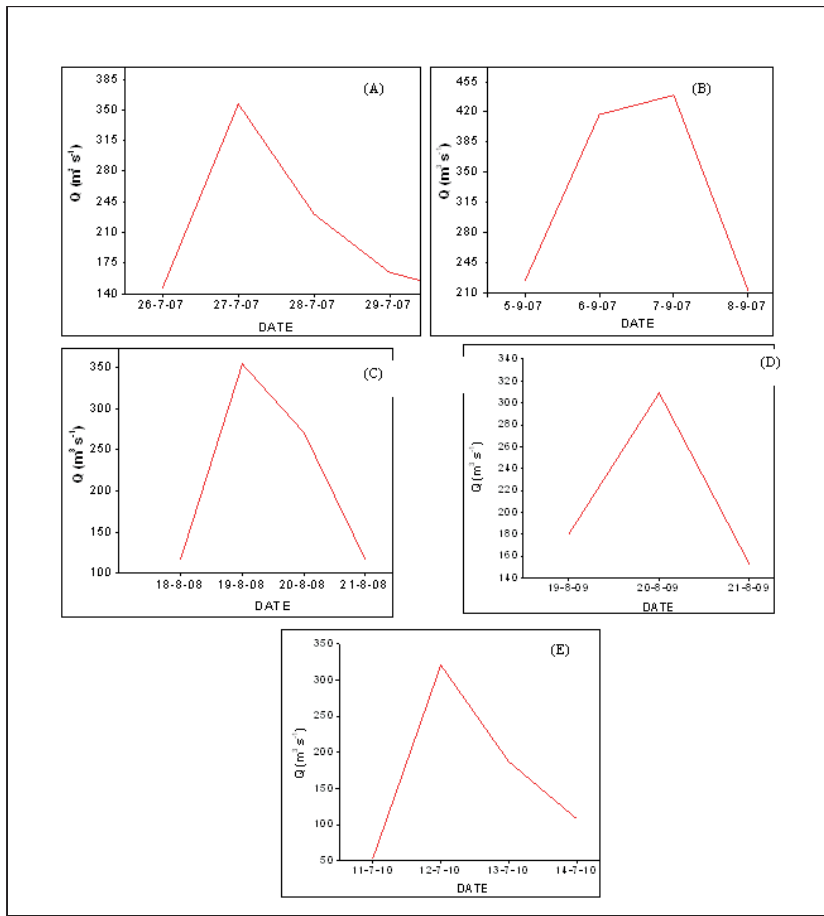 (A)
Q (m³ s⁻¹)
385
350
315
280
245
210
175
140
26-7-07 27-7-07 28-7-07 29-7-07
DATE
(B)
Q (m³ s⁻¹)
455
420
385
350
315
280
245
210
5-9-07 6-9-07 7-9-07 8-9-07
DATE
(C)
Q (m³ s⁻¹)
350
300
250
200
150
100
18-8-08 19-8-08 20-8-08 21-8-08
DATE
(D)
Q (m³ s⁻¹)
340
320
300
280
260
240
220
200
180
160
140
19-8-09 20-8-09 21-8-09
DATE
(E)
Q (m³ s⁻¹)
350
300
250
200
150
100
50
11-7-10 12-7-10 13-7-10 14-7-10
DATE